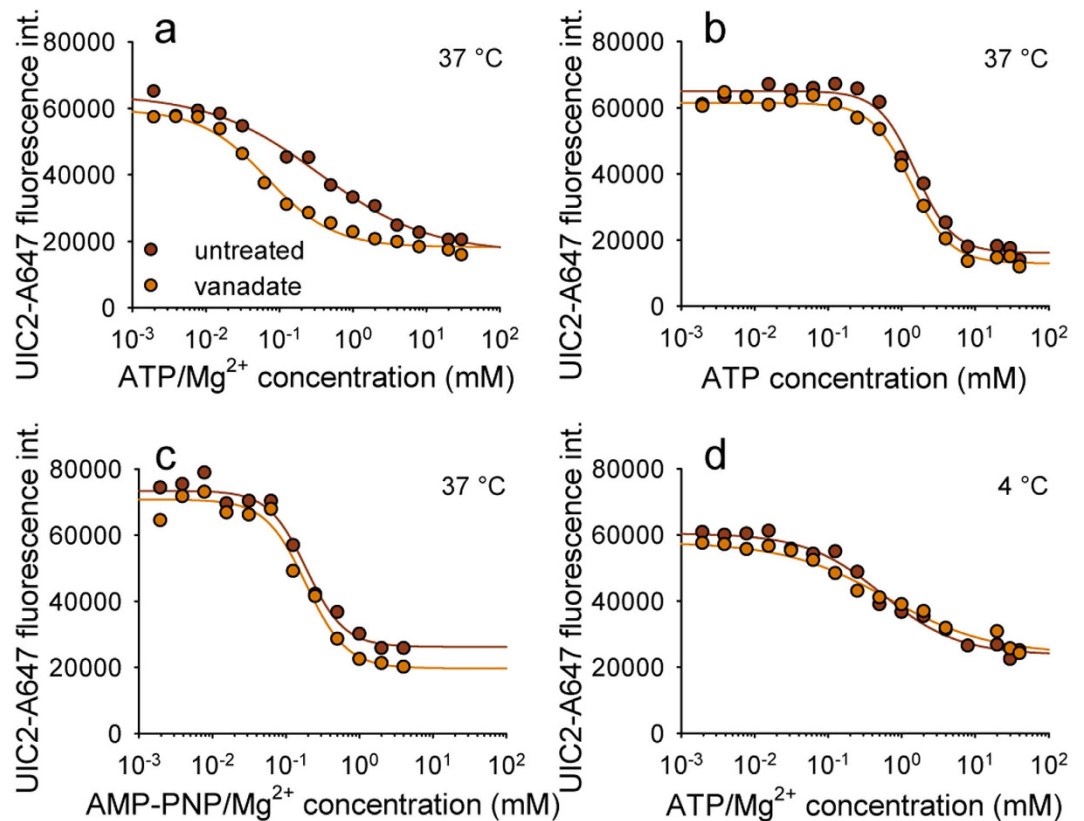 a
37 °C
UIC2-A647 fluorescence int.
80000
60000
40000
20000
0
untreated
vanadate
10⁻³ 10⁻² 10⁻¹ 10⁰ 10¹ 10²
ATP/Mg²⁺ concentration (mM)
b
37 °C
UIC2-A647 fluorescence int.
80000
60000
40000
20000
0
10⁻³ 10⁻² 10⁻¹ 10⁰ 10¹ 10²
ATP concentration (mM)
c
37 °C
UIC2-A647 fluorescence int.
80000
60000
40000
20000
0
10⁻³ 10⁻² 10⁻¹ 10⁰ 10¹ 10²
AMP-PNP/Mg²⁺ concentration (mM)
d
4 °C
UIC2-A647 fluorescence int.
80000
60000
40000
20000
0
10⁻³ 10⁻² 10⁻¹ 10⁰ 10¹ 10²
ATP/Mg²⁺ concentration (mM)